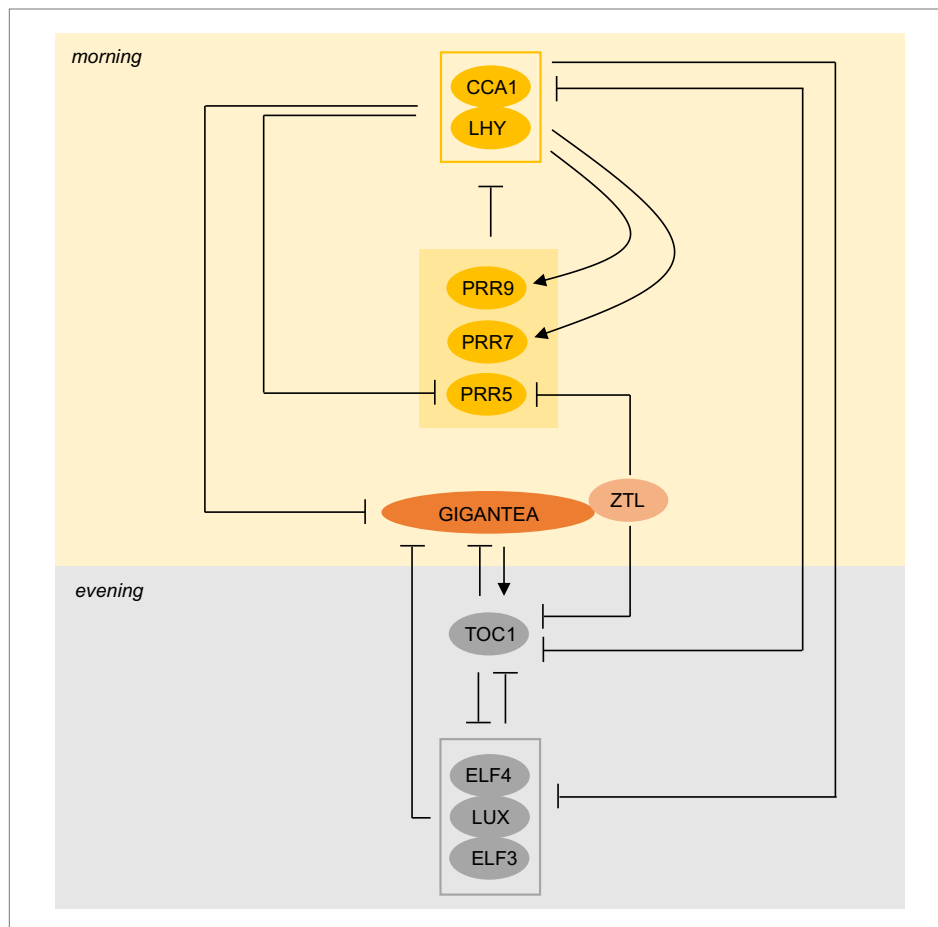 morning
CCA1
LHY
PRR9
PRR7
PRR5
ZTL
GIGANTEA
evening
TOC1
ELF4
LUX
ELF3